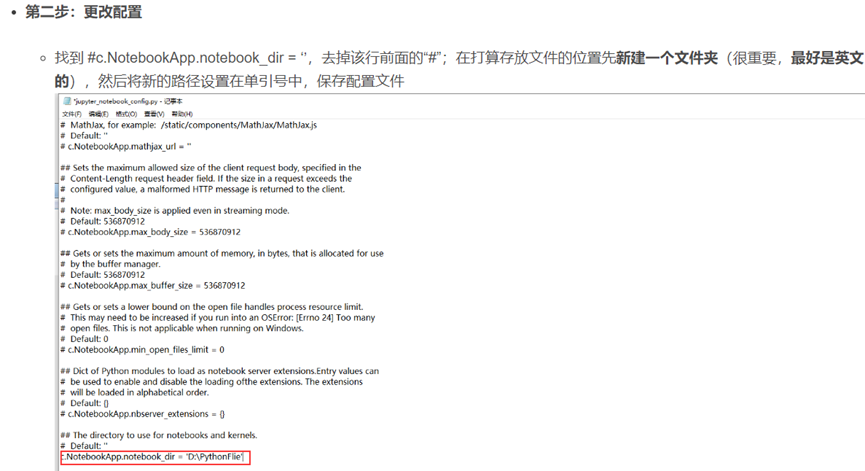 第二步：更改配置
找到 #c.NotebookApp.notebook_dir = ‘’，去掉该行前面的“#”；在打算存放文件的位置先新建一个文件夹（很重要，最好是英文
的），然后将新的路径设置在单引号中，保存配置文件
*jupyter_notebook_config.py - 记事本
文件(F) 编辑(E) 格式(O) 查看(V) 帮助(H)
#  MathJax, for example:  /static/components/MathJax/MathJax.js
#  Default: ''
# c.NotebookApp.mathjax_url = ''
## Sets the maximum allowed size of the client request body, specified in the
#  Content-Length request header field. If the size in a request exceeds the
#  configured value, a malformed HTTP message is returned to the client.
#
#  Note: max_body_size is applied even in streaming mode.
#  Default: 536870912
# c.NotebookApp.max_body_size = 536870912
## Gets or sets the maximum amount of memory, in bytes, that is allocated for use
#  by the buffer manager.
#  Default: 536870912
# c.NotebookApp.max_buffer_size = 536870912
## Gets or sets a lower bound on the open file handles process resource limit.
#  This may need to be increased if you run into an OSError: [Errno 24] Too many
#  open files. This is not applicable when running on Windows.
#  Default: 0
# c.NotebookApp.min_open_files_limit = 0
## Dict of Python modules to load as notebook server extensions.Entry values can
#  be used to enable and disable the loading ofthe extensions. The extensions
#  will be loaded in alphabetical order.
#  Default: {}
# c.NotebookApp.nbserver_extensions = {}
## The directory to use for notebooks and kernels.
#  Default: ''
c.NotebookApp.notebook_dir = 'D:\PythonFlie'